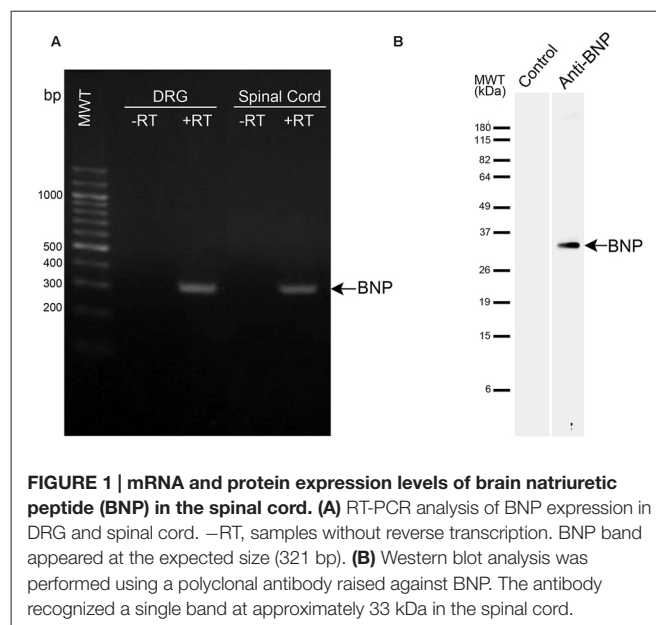 A
bp
MWT
DRG
Spinal Cord
-RT
+RT
-RT
+RT
1000
500
400
300
200
BNP
B
MWT
(kDa)
Control
Anti-BNP
180
115
82
64
49
37
26
19
15
6
BNP
FIGURE 1 | mRNA and protein expression levels of brain natriuretic
peptide (BNP) in the spinal cord. (A) RT-PCR analysis of BNP expression in
DRG and spinal cord. −RT, samples without reverse transcription. BNP band
appeared at the expected size (321 bp). (B) Western blot analysis was
performed using a polyclonal antibody raised against BNP. The antibody
recognized a single band at approximately 33 kDa in the spinal cord.